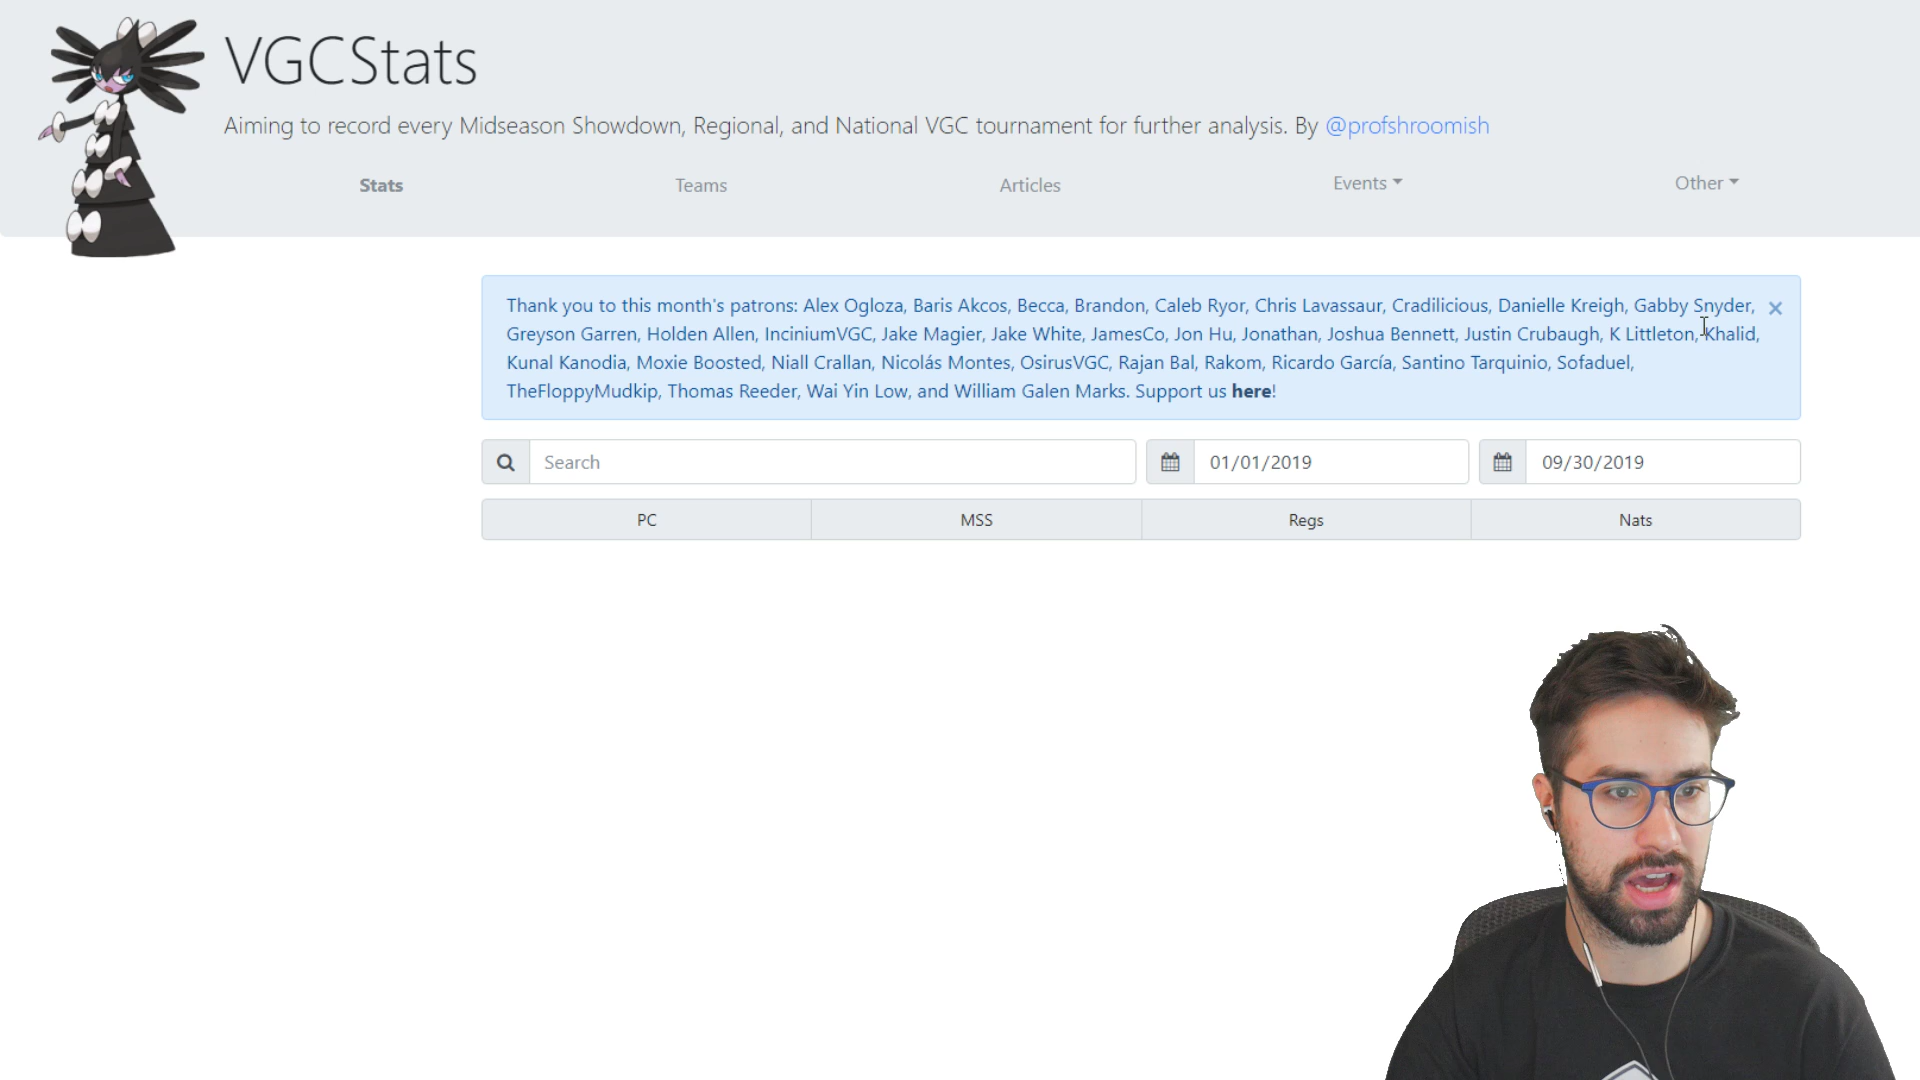 VGCStats
Aiming to record every Midseason Showdown, Regional, and National VGC tournament for further analysis. By @profshroomish
Stats
Teams
Articles
Events
Other
Thank you to this month's patrons: Alex Ogloza, Baris Akcos, Becca, Brandon, Caleb Ryor, Chris Lavassaur, Cradilicious, Danielle Kreigh, Gabby Snyder,
Greyson Garren, Holden Allen, InciniumVGC, Jake Magier, Jake White, JamesCo, Jon Hu, Jonathan, Joshua Bennett, Justin Crubaugh, K Littleton, Khalid,
Kunal Kanodia, Moxie Boosted, Niall Crallan, Nicolás Montes, OsirusVGC, Rajan Bal, Rakom, Ricardo García, Santino Tarquinio, Sofaduel,
TheFloppyMudkip, Thomas Reeder, Wai Yin Low, and William Galen Marks. Support us here!
Search
01/01/2019
09/30/2019
PC
MSS
Regs
Nats